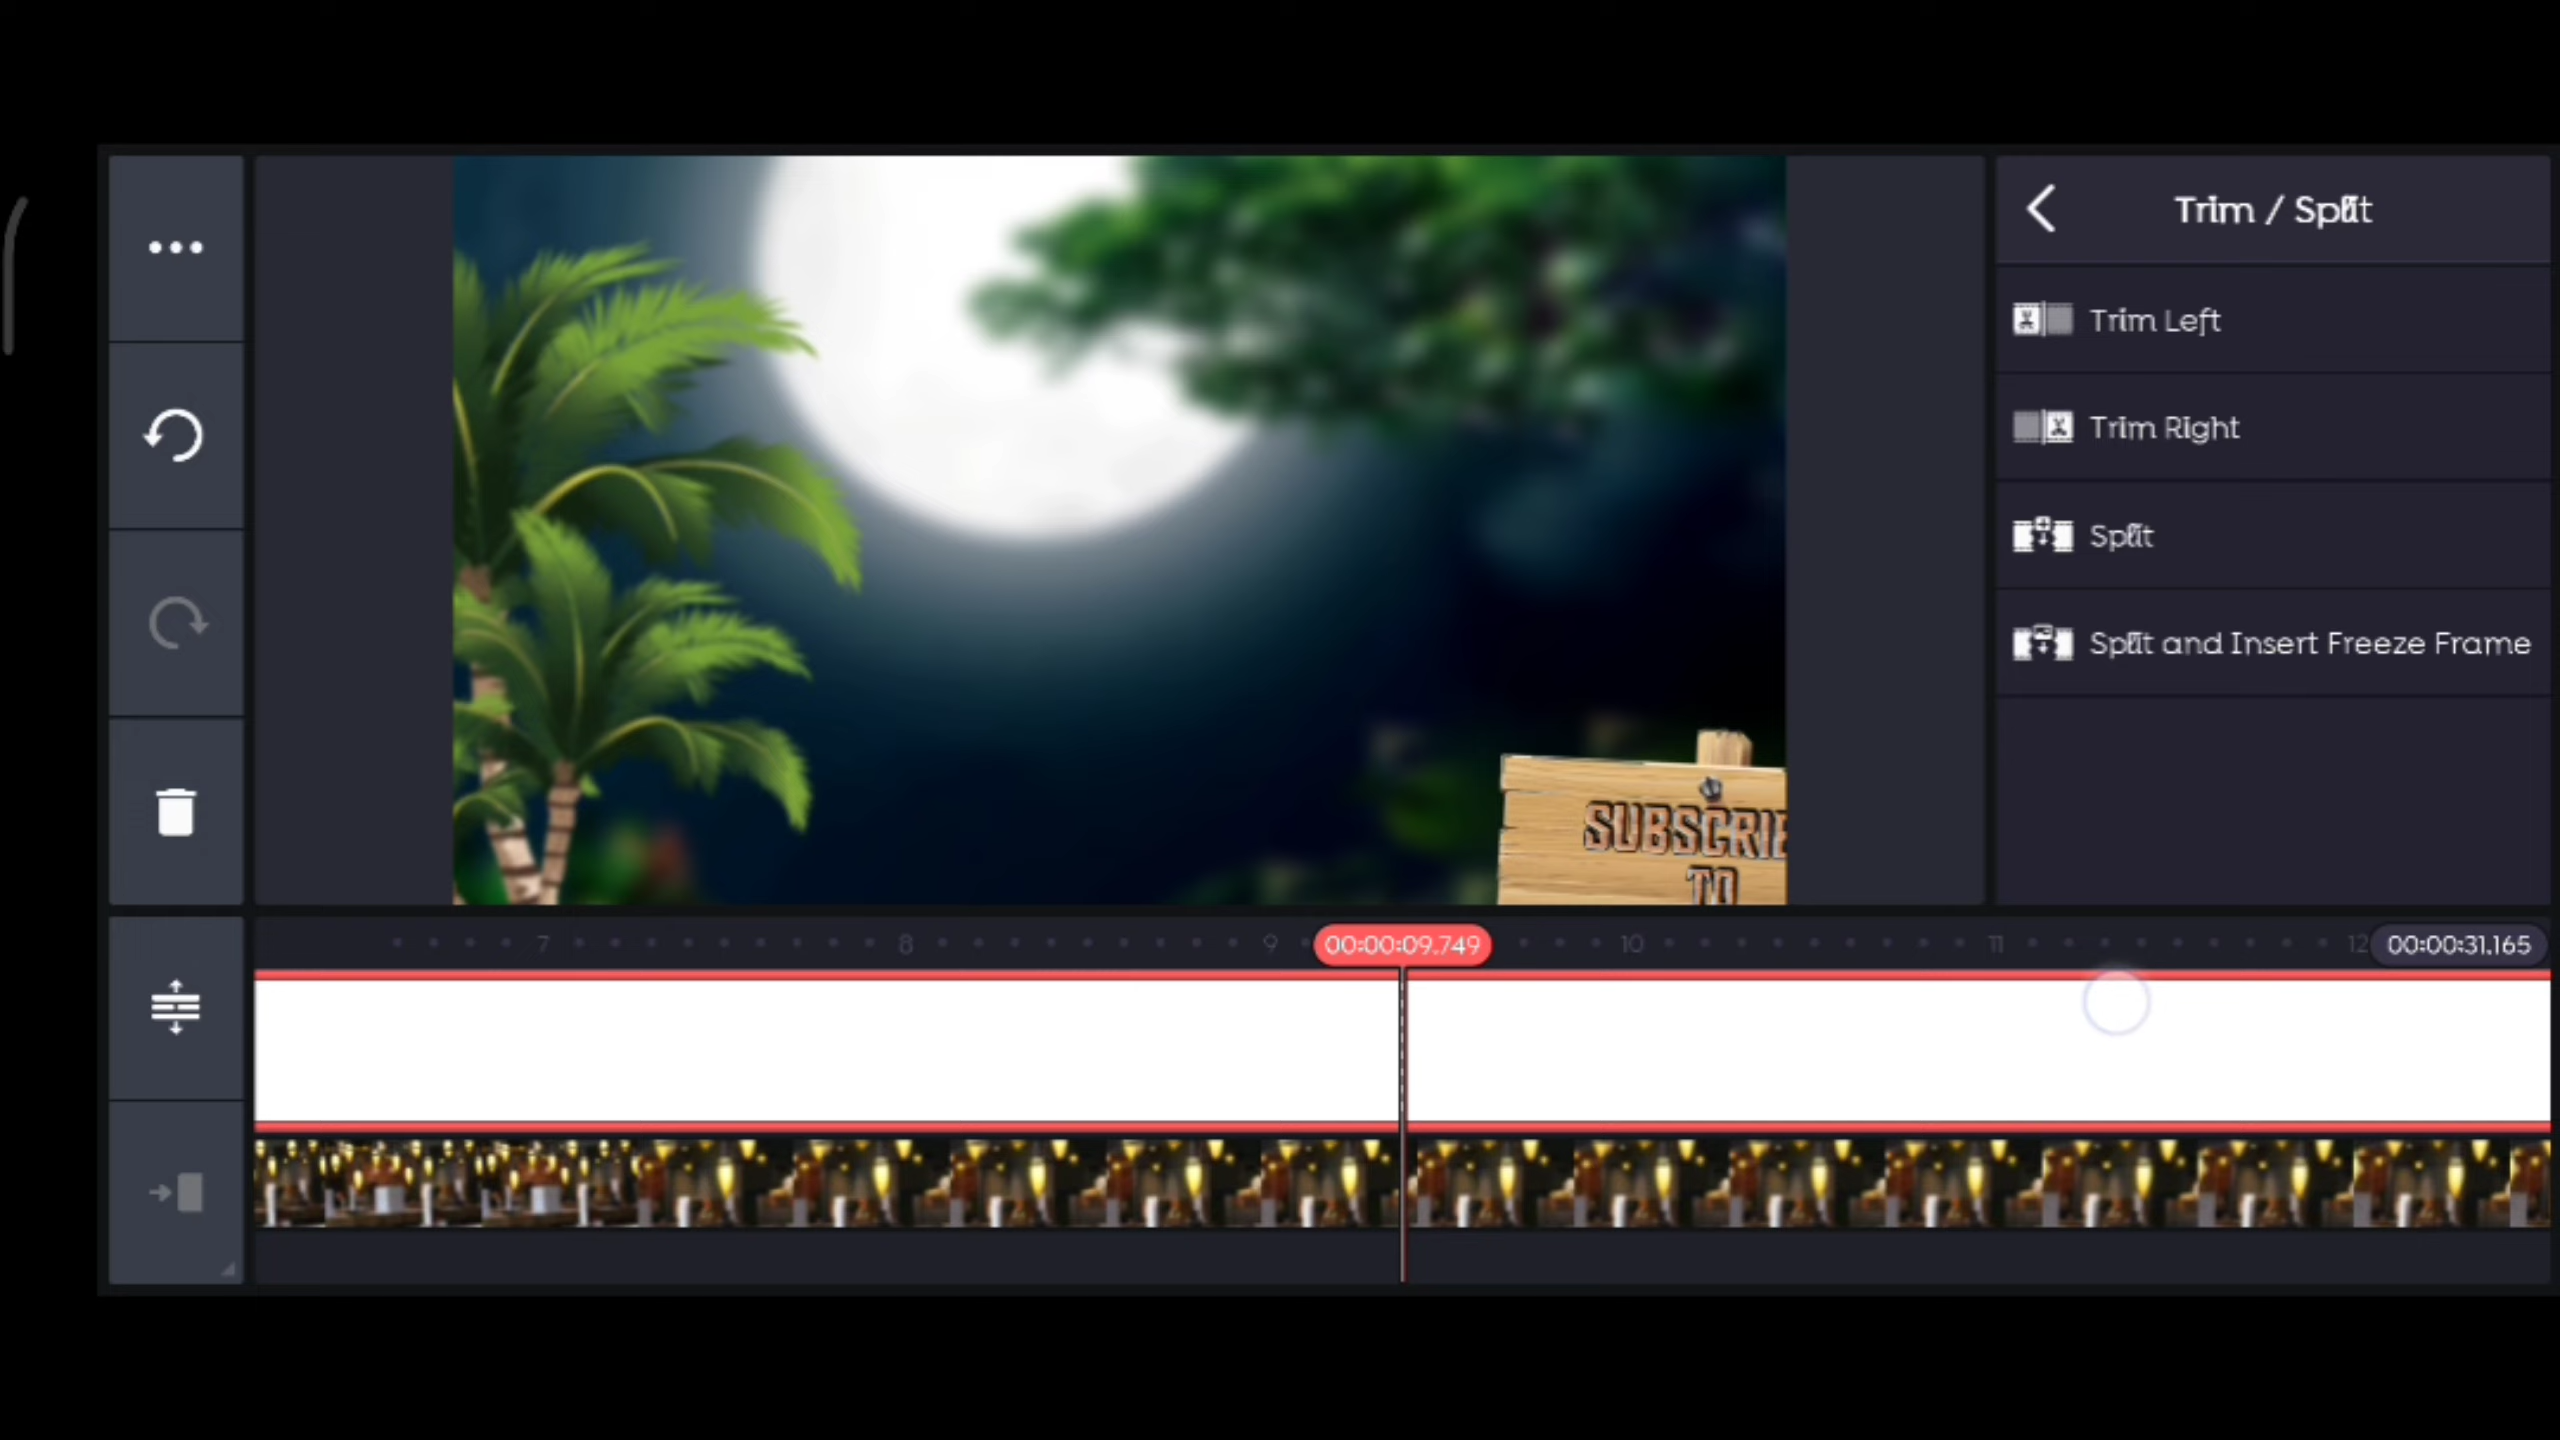 Trim / Split
Trim Left
Trim Right
Split
Split and Insert Freeze Frame
SUBSCRIB
TO
7
8
9
00:00:09.749
10
11
12
00:00:31.165